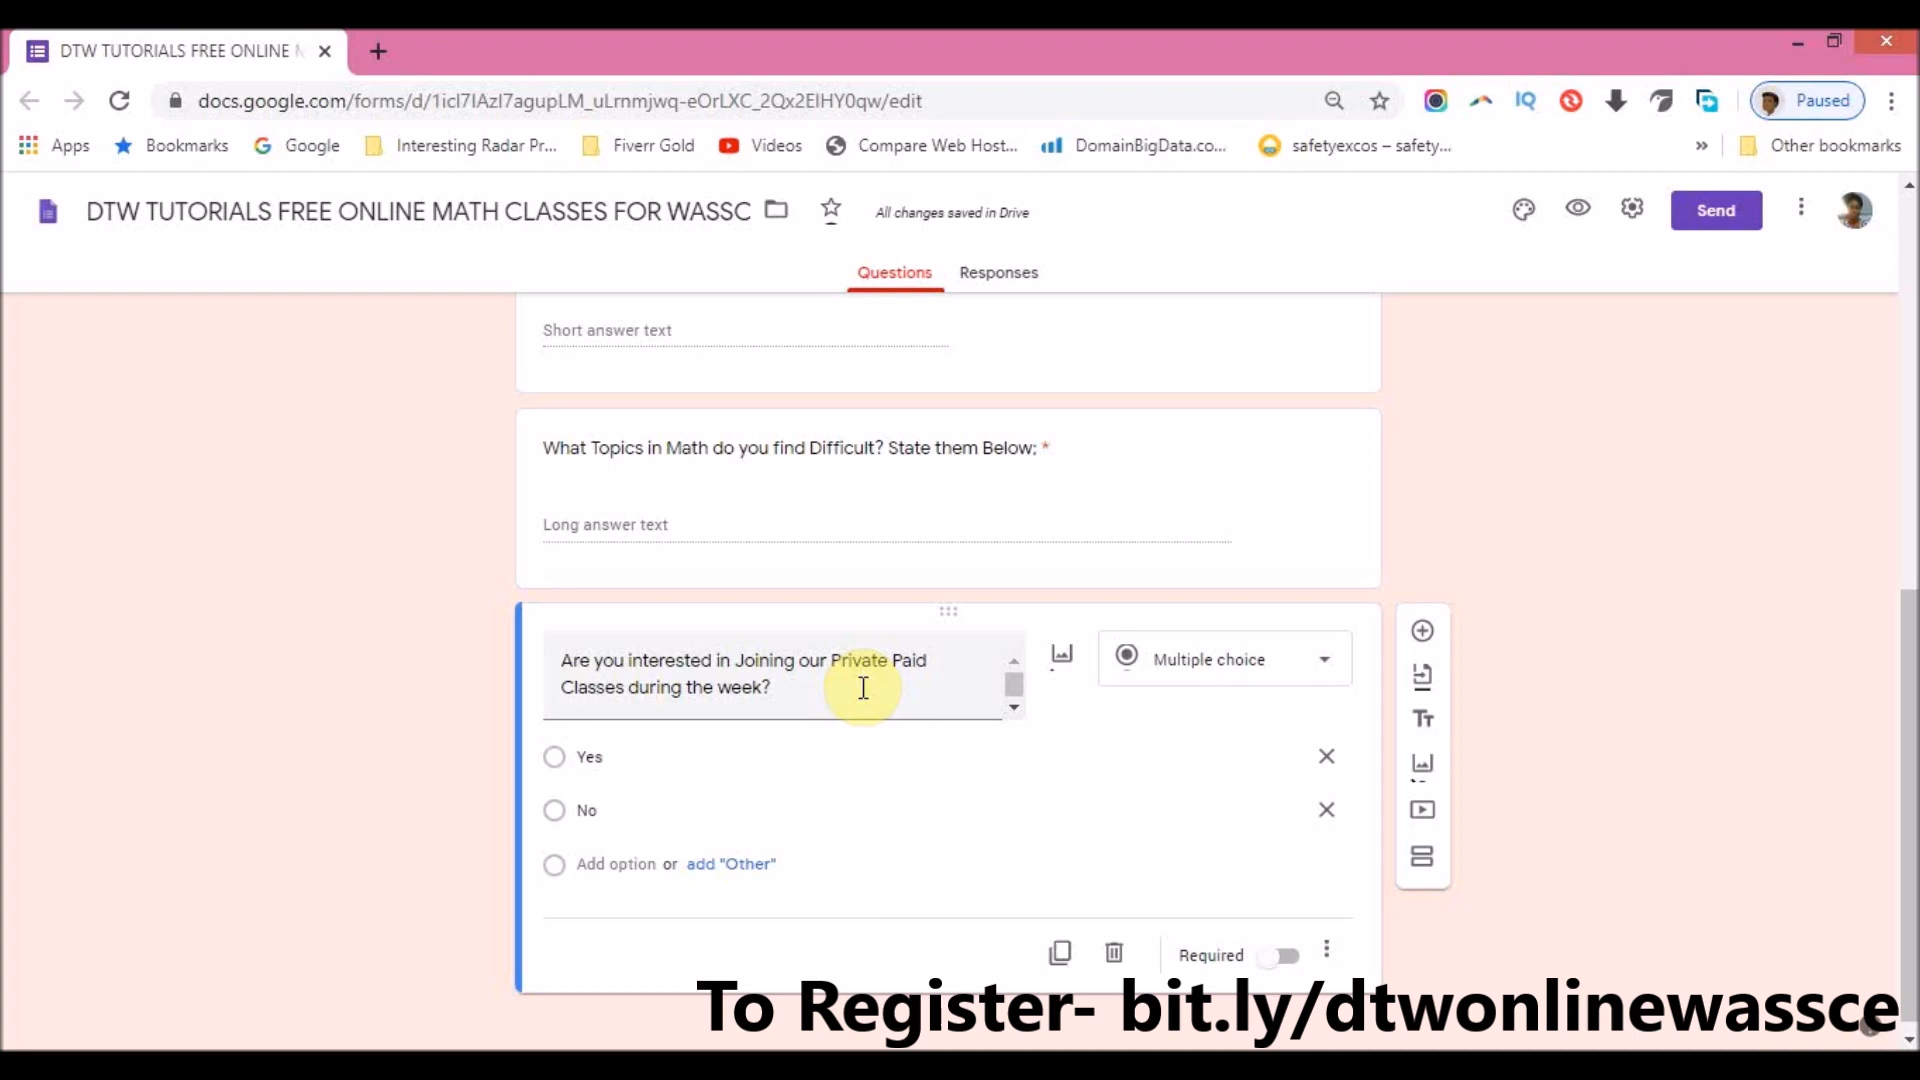 DTW TUTORIALS FREE ONLINE
docs.google.com/forms/d/1icl7IAzI7agupLM_uLrnmjwq-eOrLXC_2Qx2EIHY0qw/edit
IQ
Paused
Apps
Bookmarks
Google
Interesting Radar Pr...
Fiverr Gold
Videos
Compare Web Host...
DomainBigData.co...
safetyexcos – safety...
»
Other bookmarks
DTW TUTORIALS FREE ONLINE MATH CLASSES FOR WASSC
All changes saved in Drive
Send
Questions
Responses
Short answer text
What Topics in Math do you find Difficult? State them Below; *
Long answer text
Are you interested in Joining our Private Paid
Classes during the week?
Multiple choice
Tт
Yes
No
Add option or add "Other"
Required
To Register- bit.ly/dtwonlinewassce